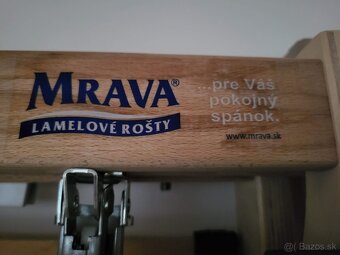 MRAVA®
LAMELOVÉ ROŠTY
...pre Váš
pokojný
spánok.
www.mrava.sk
Bazos.sk